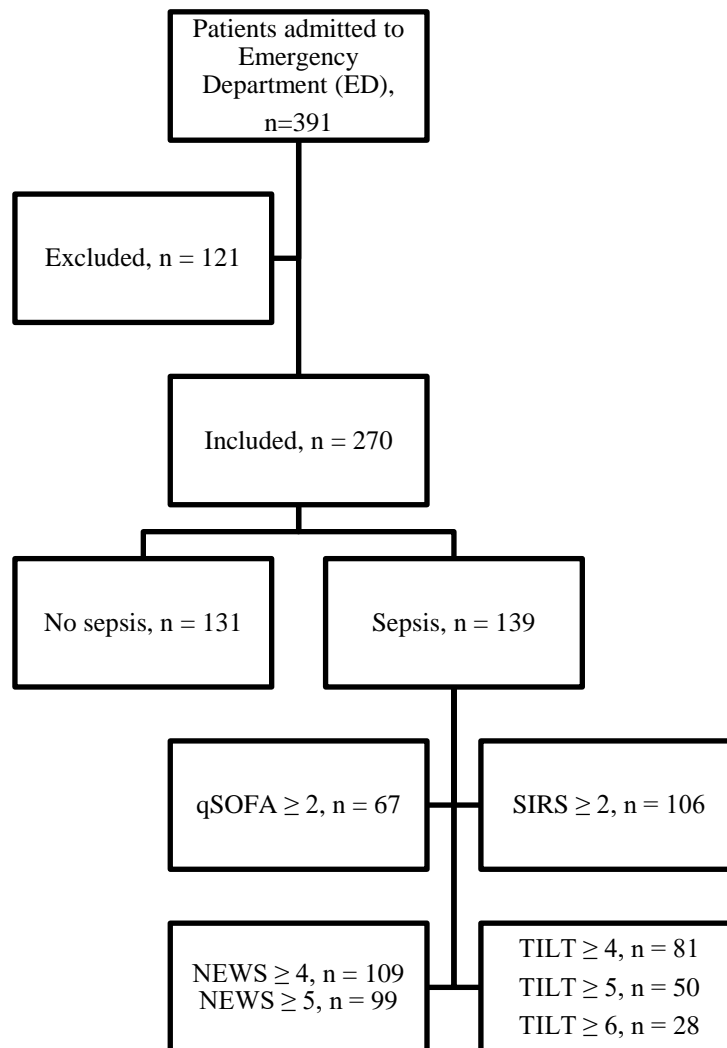 Patients admitted to
Emergency
Department (ED),
n=391
Excluded, n = 121
Included, n = 270
No sepsis, n = 131
Sepsis, n = 139
qSOFA ≥ 2, n = 67
SIRS ≥ 2, n = 106
NEWS ≥ 4, n = 109
NEWS ≥ 5, n = 99
TILT ≥ 4, n = 81
TILT ≥ 5, n = 50
TILT ≥ 6, n = 28